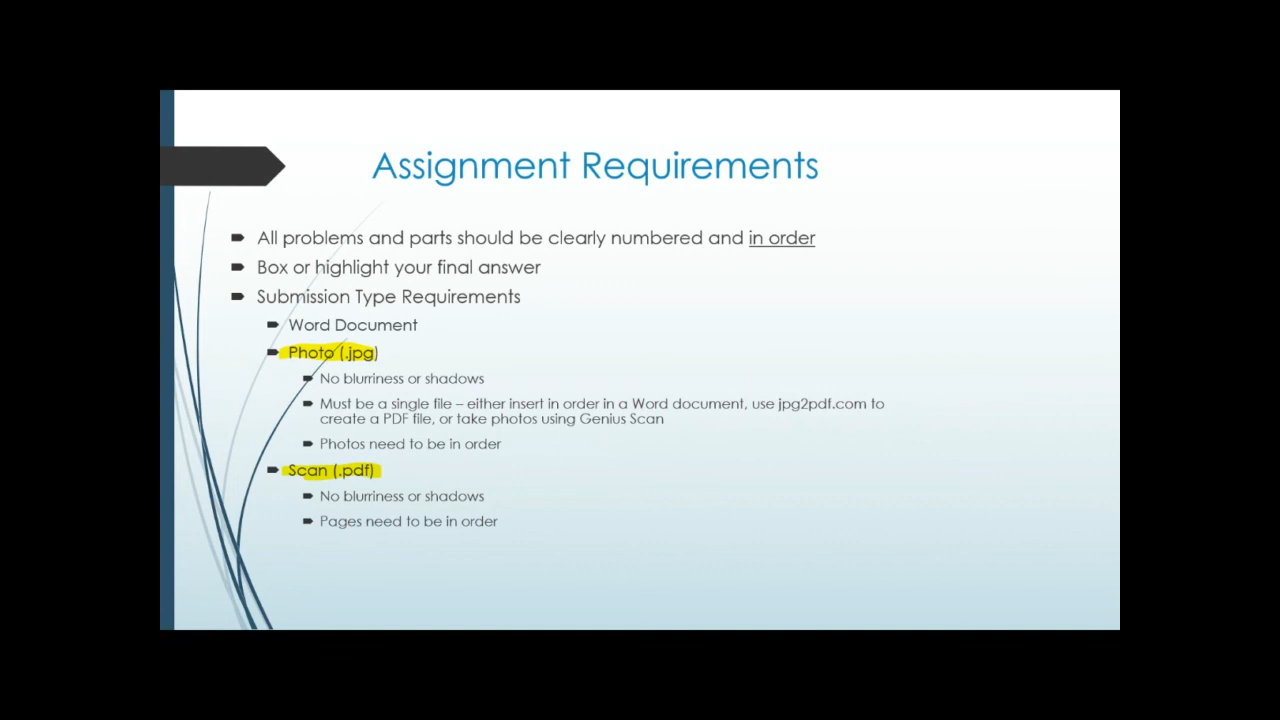 Assignment Requirements
All problems and parts should be clearly numbered and in order
Box or highlight your final answer
Submission Type Requirements
Word Document
Photo (.jpg)
No blurriness or shadows
Must be a single file – either insert in order in a Word document, use jpg2pdf.com to
create a PDF file, or take photos using Genius Scan
Photos need to be in order
Scan (.pdf)
No blurriness or shadows
Pages need to be in order